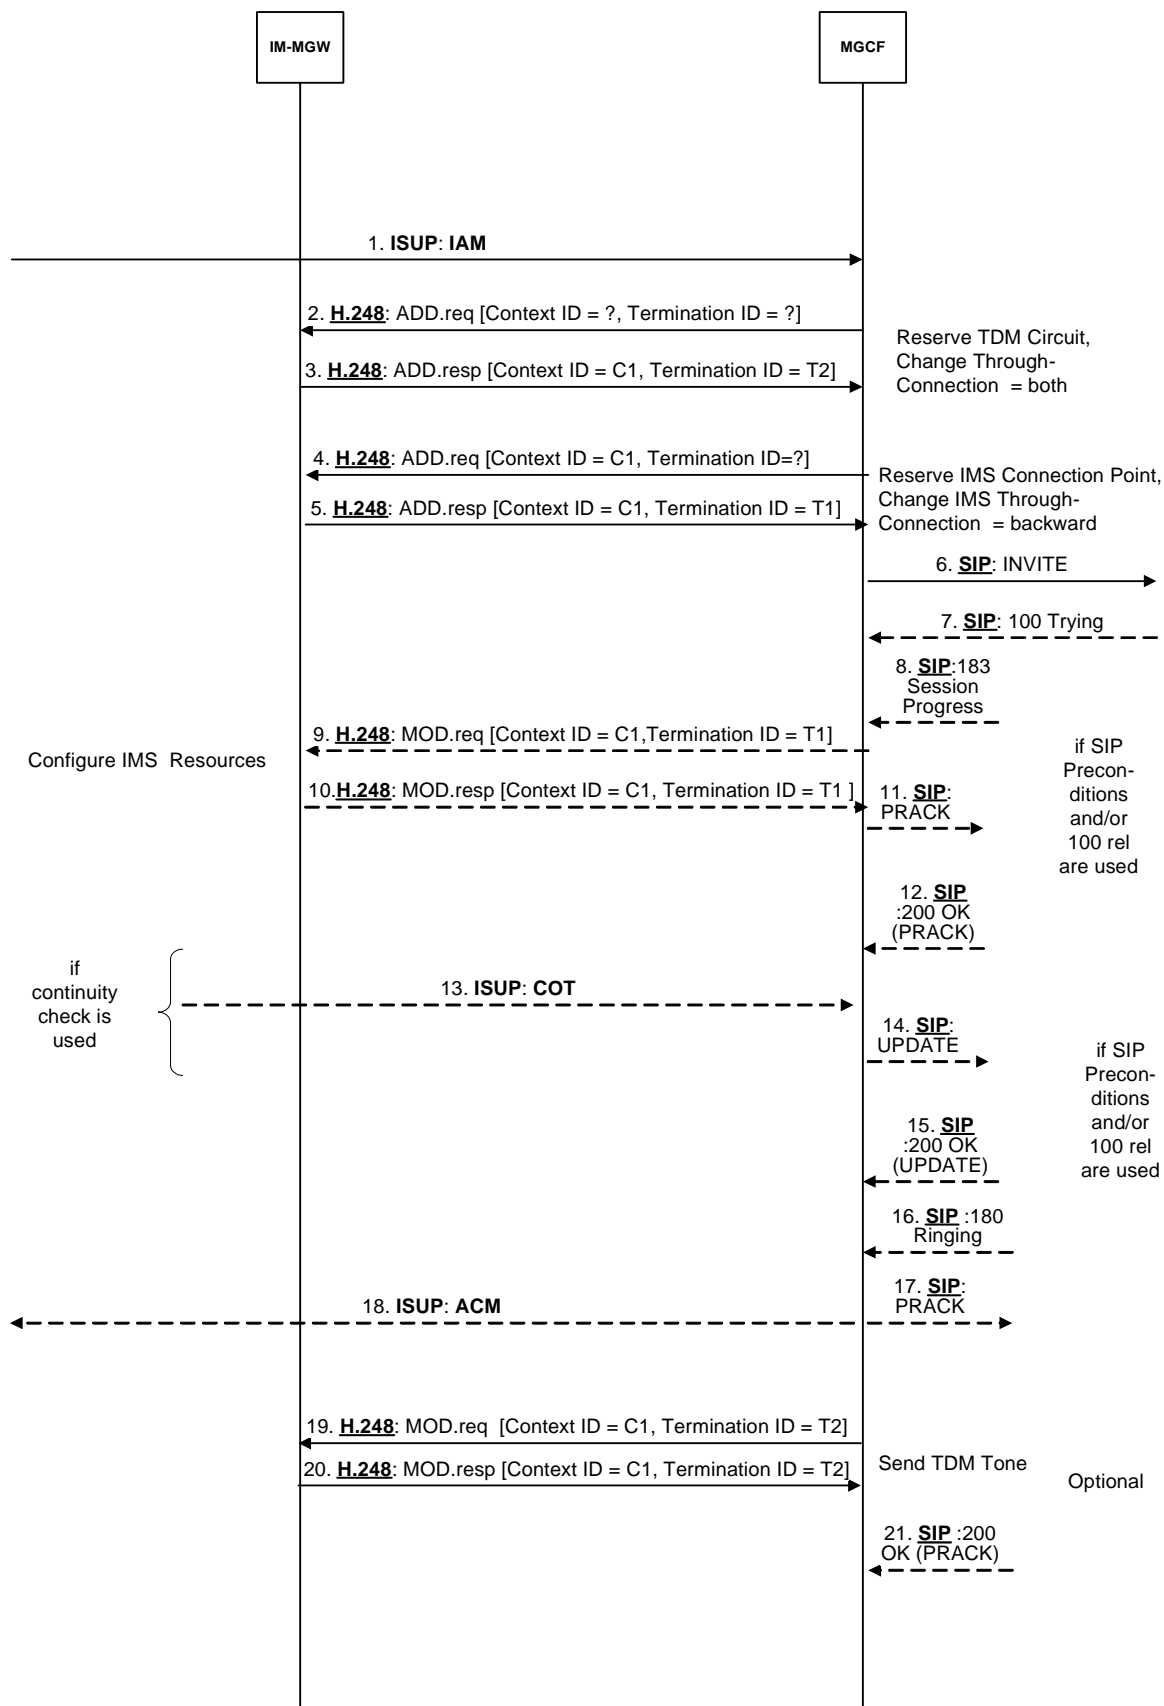 IM-MGW
MGCF
1. ISUP: IAM
2. H.248: ADD.req [Context ID = ?, Termination ID = ?]
Reserve TDM Circuit,
Change Through-
Connection = both
3. H.248: ADD.resp [Context ID = C1, Termination ID = T2]
4. H.248: ADD.req [Context ID = C1, Termination ID=?]
Reserve IMS Connection Point,
Change IMS Through-
Connection = backward
5. H.248: ADD.resp [Context ID = C1, Termination ID = T1]
6. SIP: INVITE
7. SIP: 100 Trying
8. SIP:183
Session
Progress
9. H.248: MOD.req [Context ID = C1,Termination ID = T1]
Configure IMS Resources
if SIP
Precon-
ditions
and/or
100 rel
are used
10.H.248: MOD.resp [Context ID = C1, Termination ID = T1 ]
11. SIP:
PRACK
12. SIP
:200 OK
(PRACK)
if
continuity
check is
used
13. ISUP: COT
14. SIP:
UPDATE
if SIP
Precon-
ditions
and/or
100 rel
are used
15. SIP
:200 OK
(UPDATE)
16. SIP :180
Ringing
17. SIP:
PRACK
18. ISUP: ACM
19. H.248: MOD.req [Context ID = C1, Termination ID = T2]
Send TDM Tone
Optional
20. H.248: MOD.resp [Context ID = C1, Termination ID = T2]
21. SIP :200
OK (PRACK)